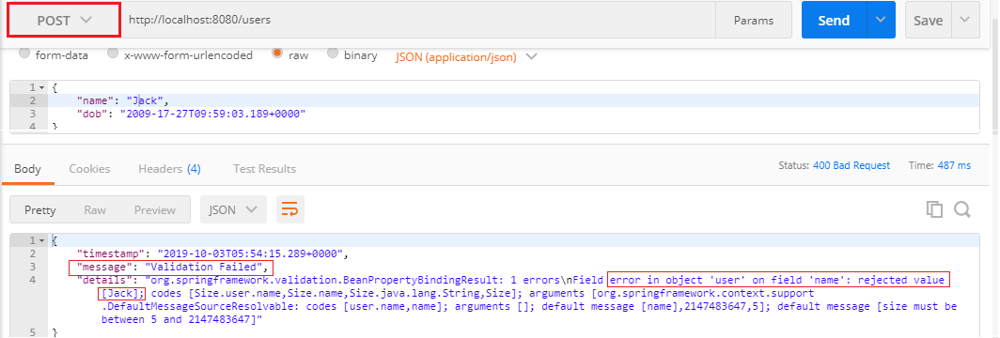 POST http://localhost:8080/users Params Send Save
form-data x-www-form-urlencoded raw binary JSON (application/json)
1 {
2 "name": "Jack",
3 "dob": "2009-17-27T09:59:03.189+0000"
4 }
Body Cookies Headers (4) Test Results Status: 400 Bad Request Time: 487 ms
Pretty Raw Preview JSON
1 {
2 "timestamp": "2019-10-03T05:54:15.289+0000",
3 "message": "Validation Failed",
4 "details": "org.springframework.validation.BeanPropertyBindingResult: 1 errors\nField error in object 'user' on field 'name': rejected value
[Jack]; codes [Size.user.name,Size.name,Size.java.lang.String,Size]; arguments [org.springframework.context.support
.DefaultMessageSourceResolvable: codes [user.name,name]; arguments []; default message [name],2147483647,5]; default message [size must be
between 5 and 2147483647]"
5 }